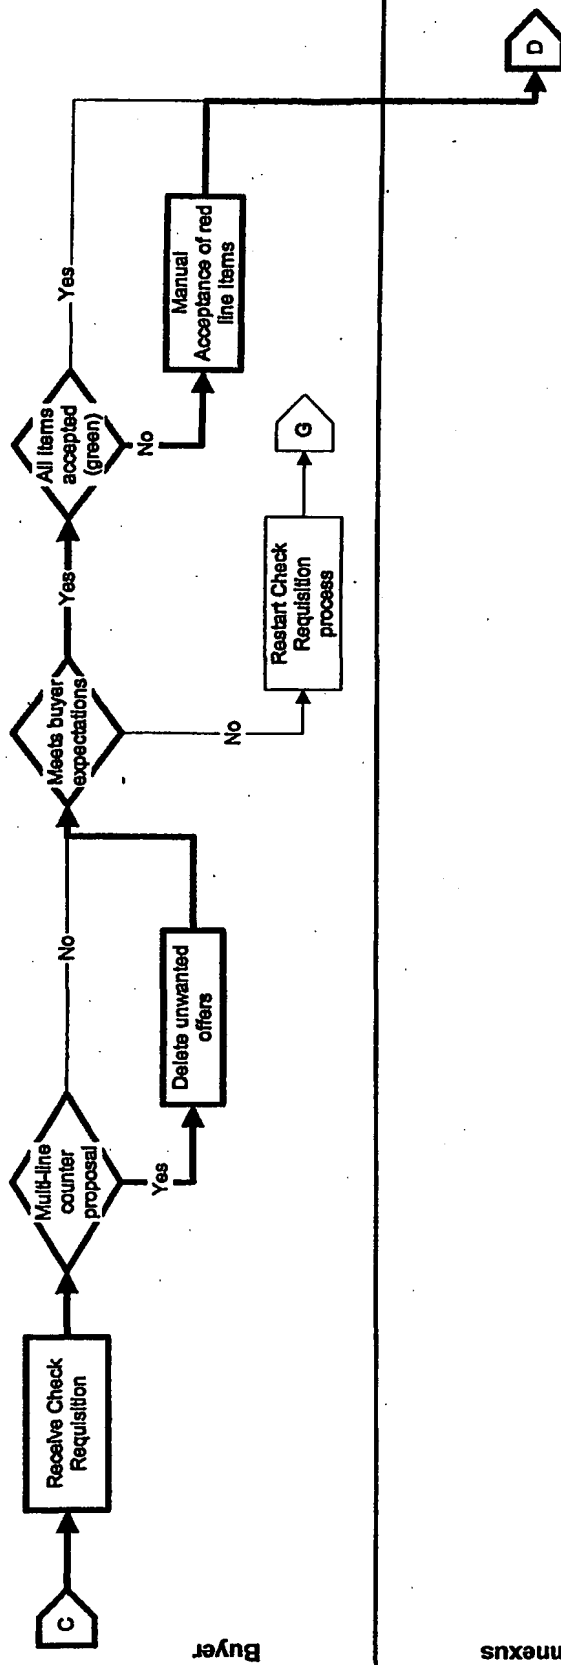 C
Receive Check
Requisition
Multi-line
counter
proposal
No
Yes
Delete unwanted
offers
Meets buyer
expectations
Yes
No
Restart Check
Requisition
process
G
All items
accepted
(green)
Yes
No
Manual
Acceptance of red
line items
D
Buyer
nnexus